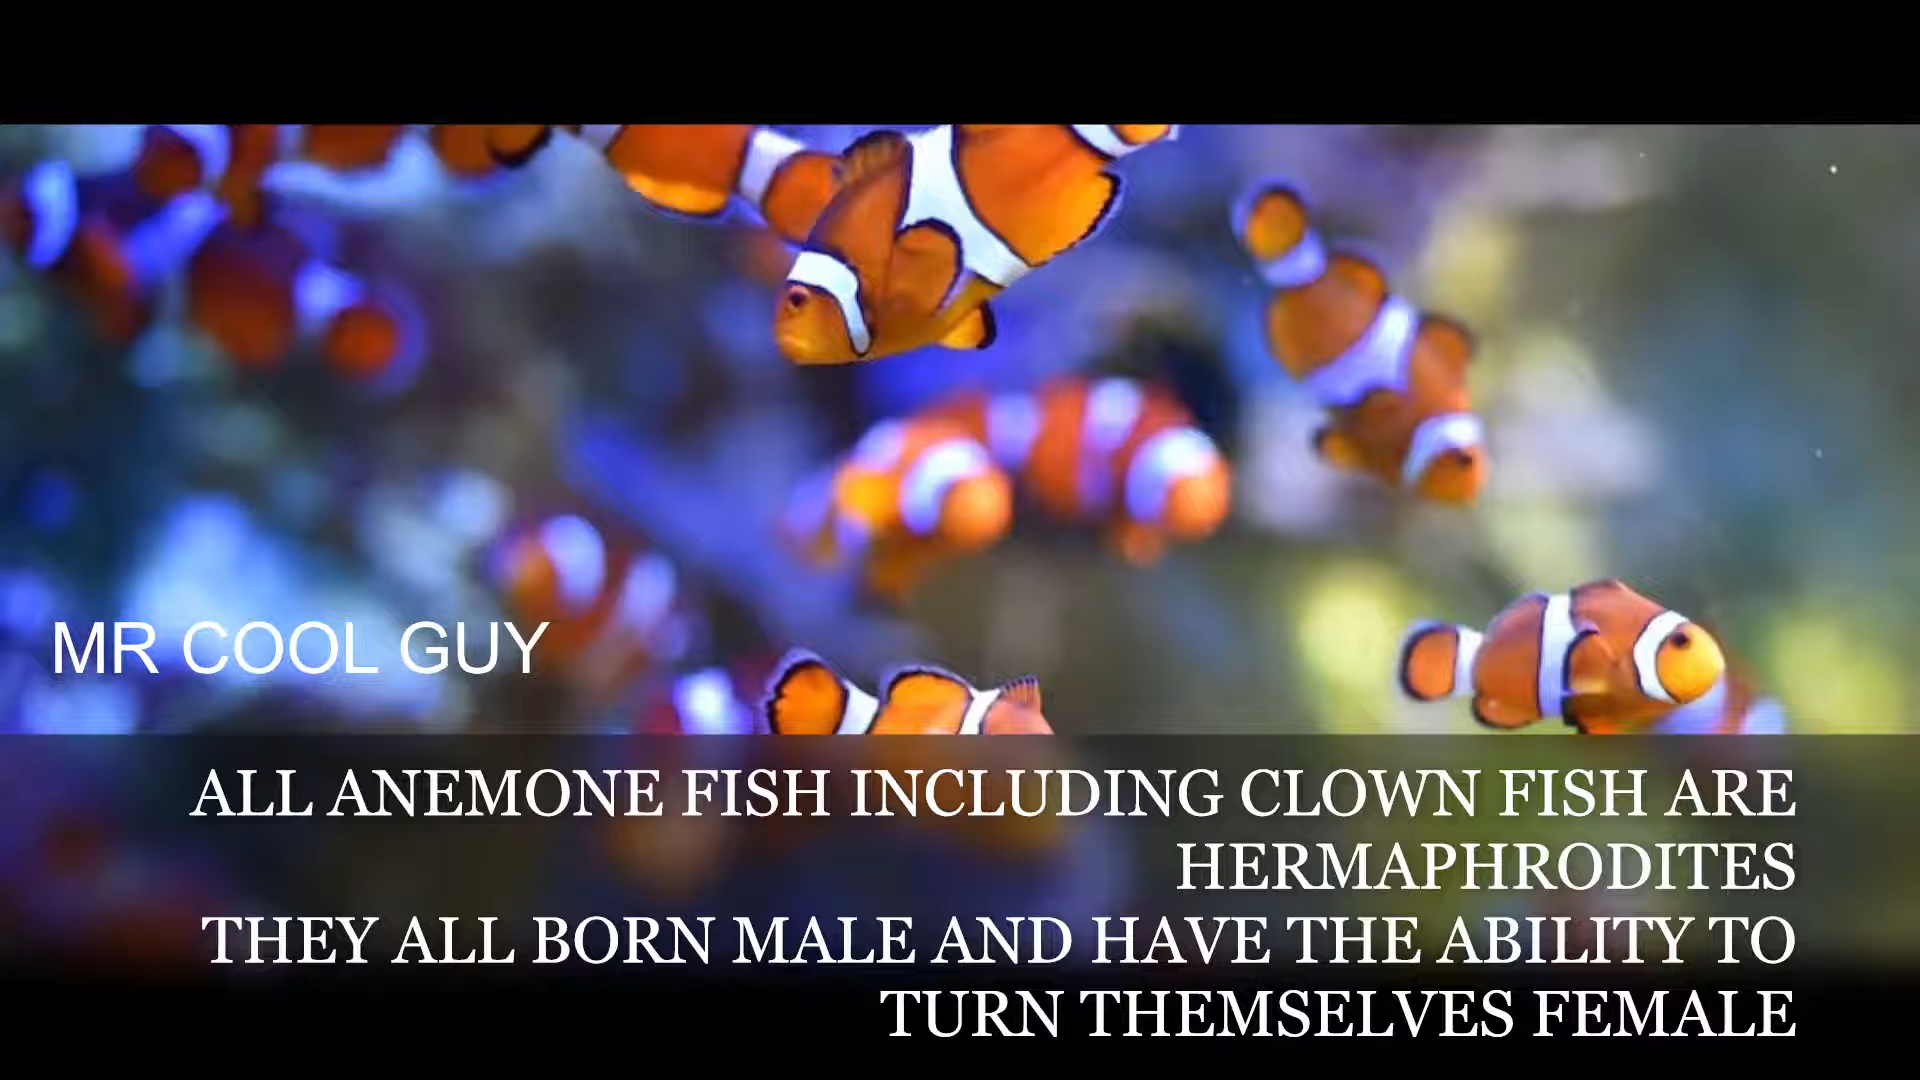 MR COOL GUY
ALL ANEMONE FISH INCLUDING CLOWN FISH ARE
HERMAPHRODITES
THEY ALL BORN MALE AND HAVE THE ABILITY TO
TURN THEMSELVES FEMALE